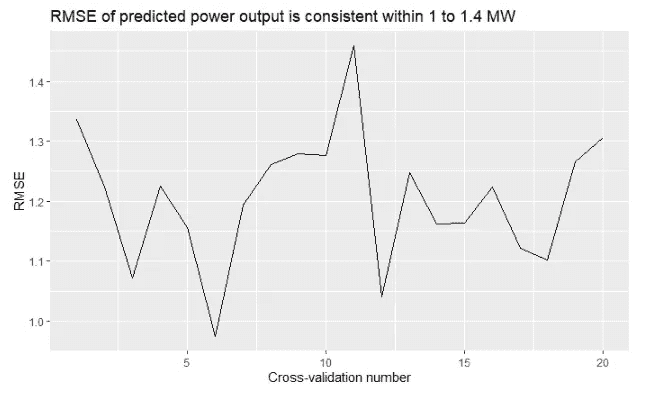 RMSE of predicted power output is consistent within 1 to 1.4 MW
1.4
1.3
1.2
1.1
1.0
RMSE
5 10 15 20
Cross-validation number